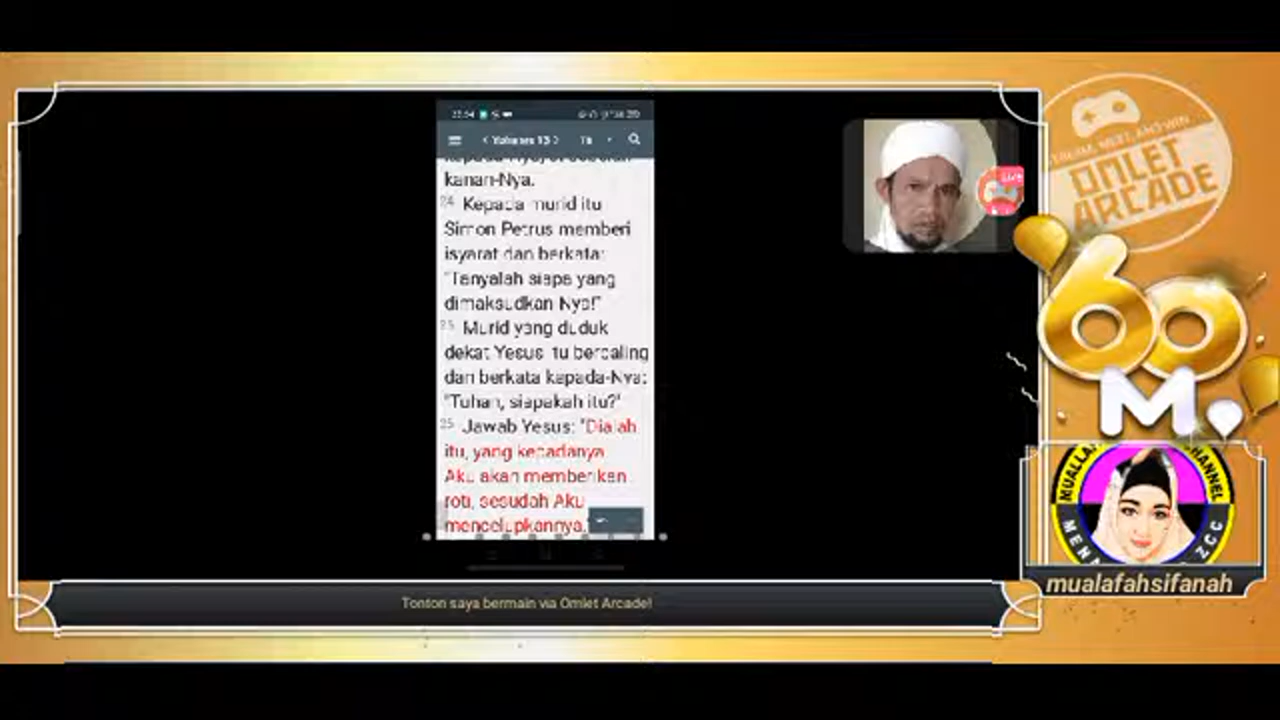 Yohanes 13
TB
kanan-Nya.
24 Kepada murid itu
Simon Petrus memberi
isyarat dan berkata:
"Tanyalah siapa yang
dimaksudkan-Nya!"
25 Murid yang duduk
dekat Yesus itu berpaling
dan berkata kepada-Nya:
"Tuhan, siapakah itu?"
Jawab Yesus: "Dialah
itu, yang kepadanya
Aku akan memberikan
roti, sesudah Aku
mencelupkannya."
Tonton saya bermain via Omlet Arcade!
LIVE
OMLET
ARCADE
60
M.
mualafahsifanah